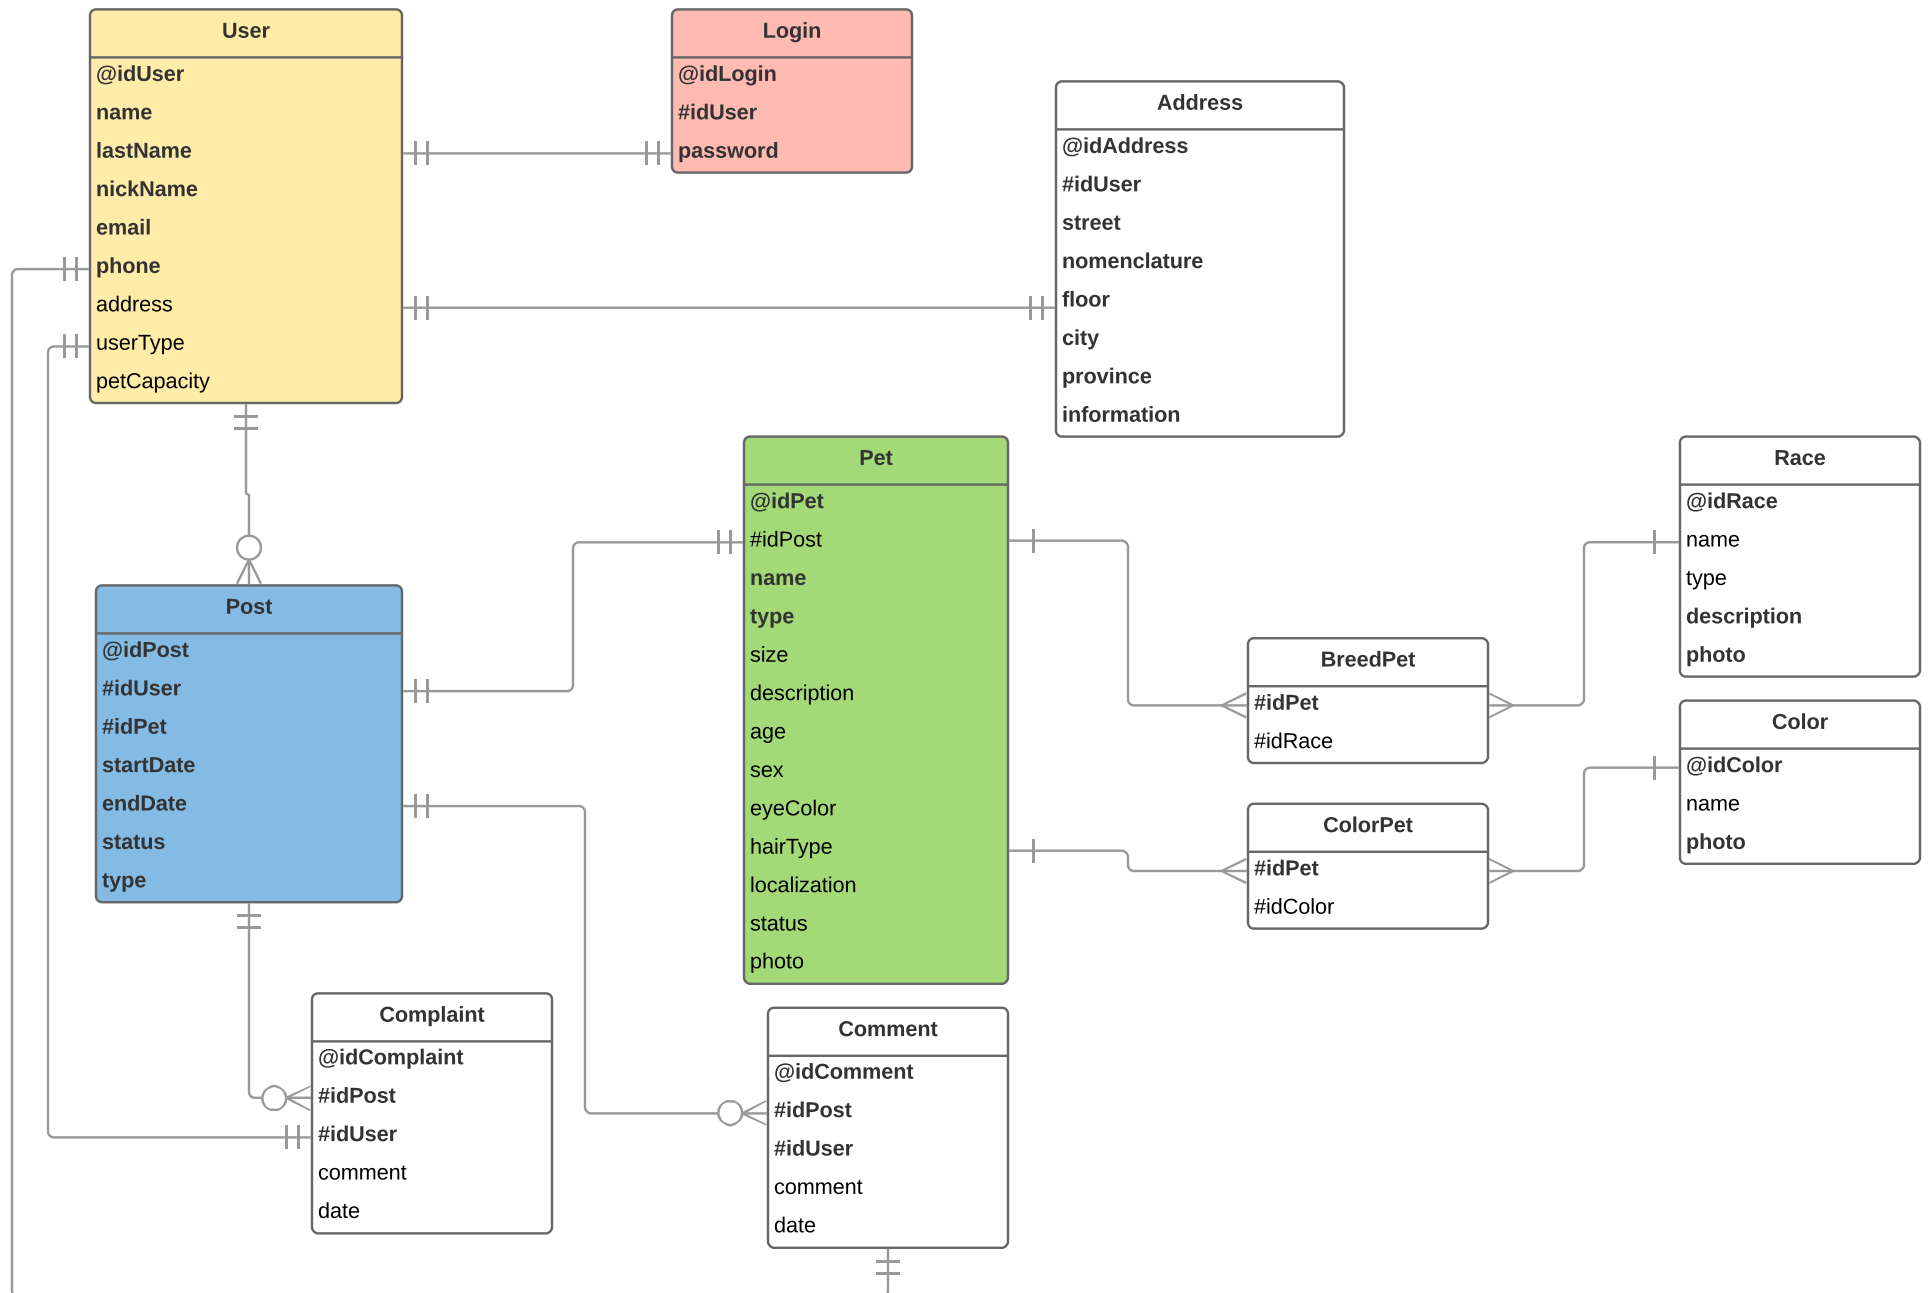 User
@idUser
name
lastName
nickName
email
phone
address
userType
petCapacity
Login
@idLogin
#idUser
password
Address
@idAddress
#idUser
street
nomenclature
floor
city
province
information
Pet
@idPet
#idPost
name
type
size
description
age
sex
eyeColor
hairType
localization
status
photo
Race
@idRace
name
type
description
photo
Post
@idPost
#idUser
#idPet
startDate
endDate
status
type
BreedPet
#idPet
#idRace
Color
@idColor
name
photo
ColorPet
#idPet
#idColor
Complaint
@idComplaint
#idPost
#idUser
comment
date
Comment
@idComment
#idPost
#idUser
comment
date